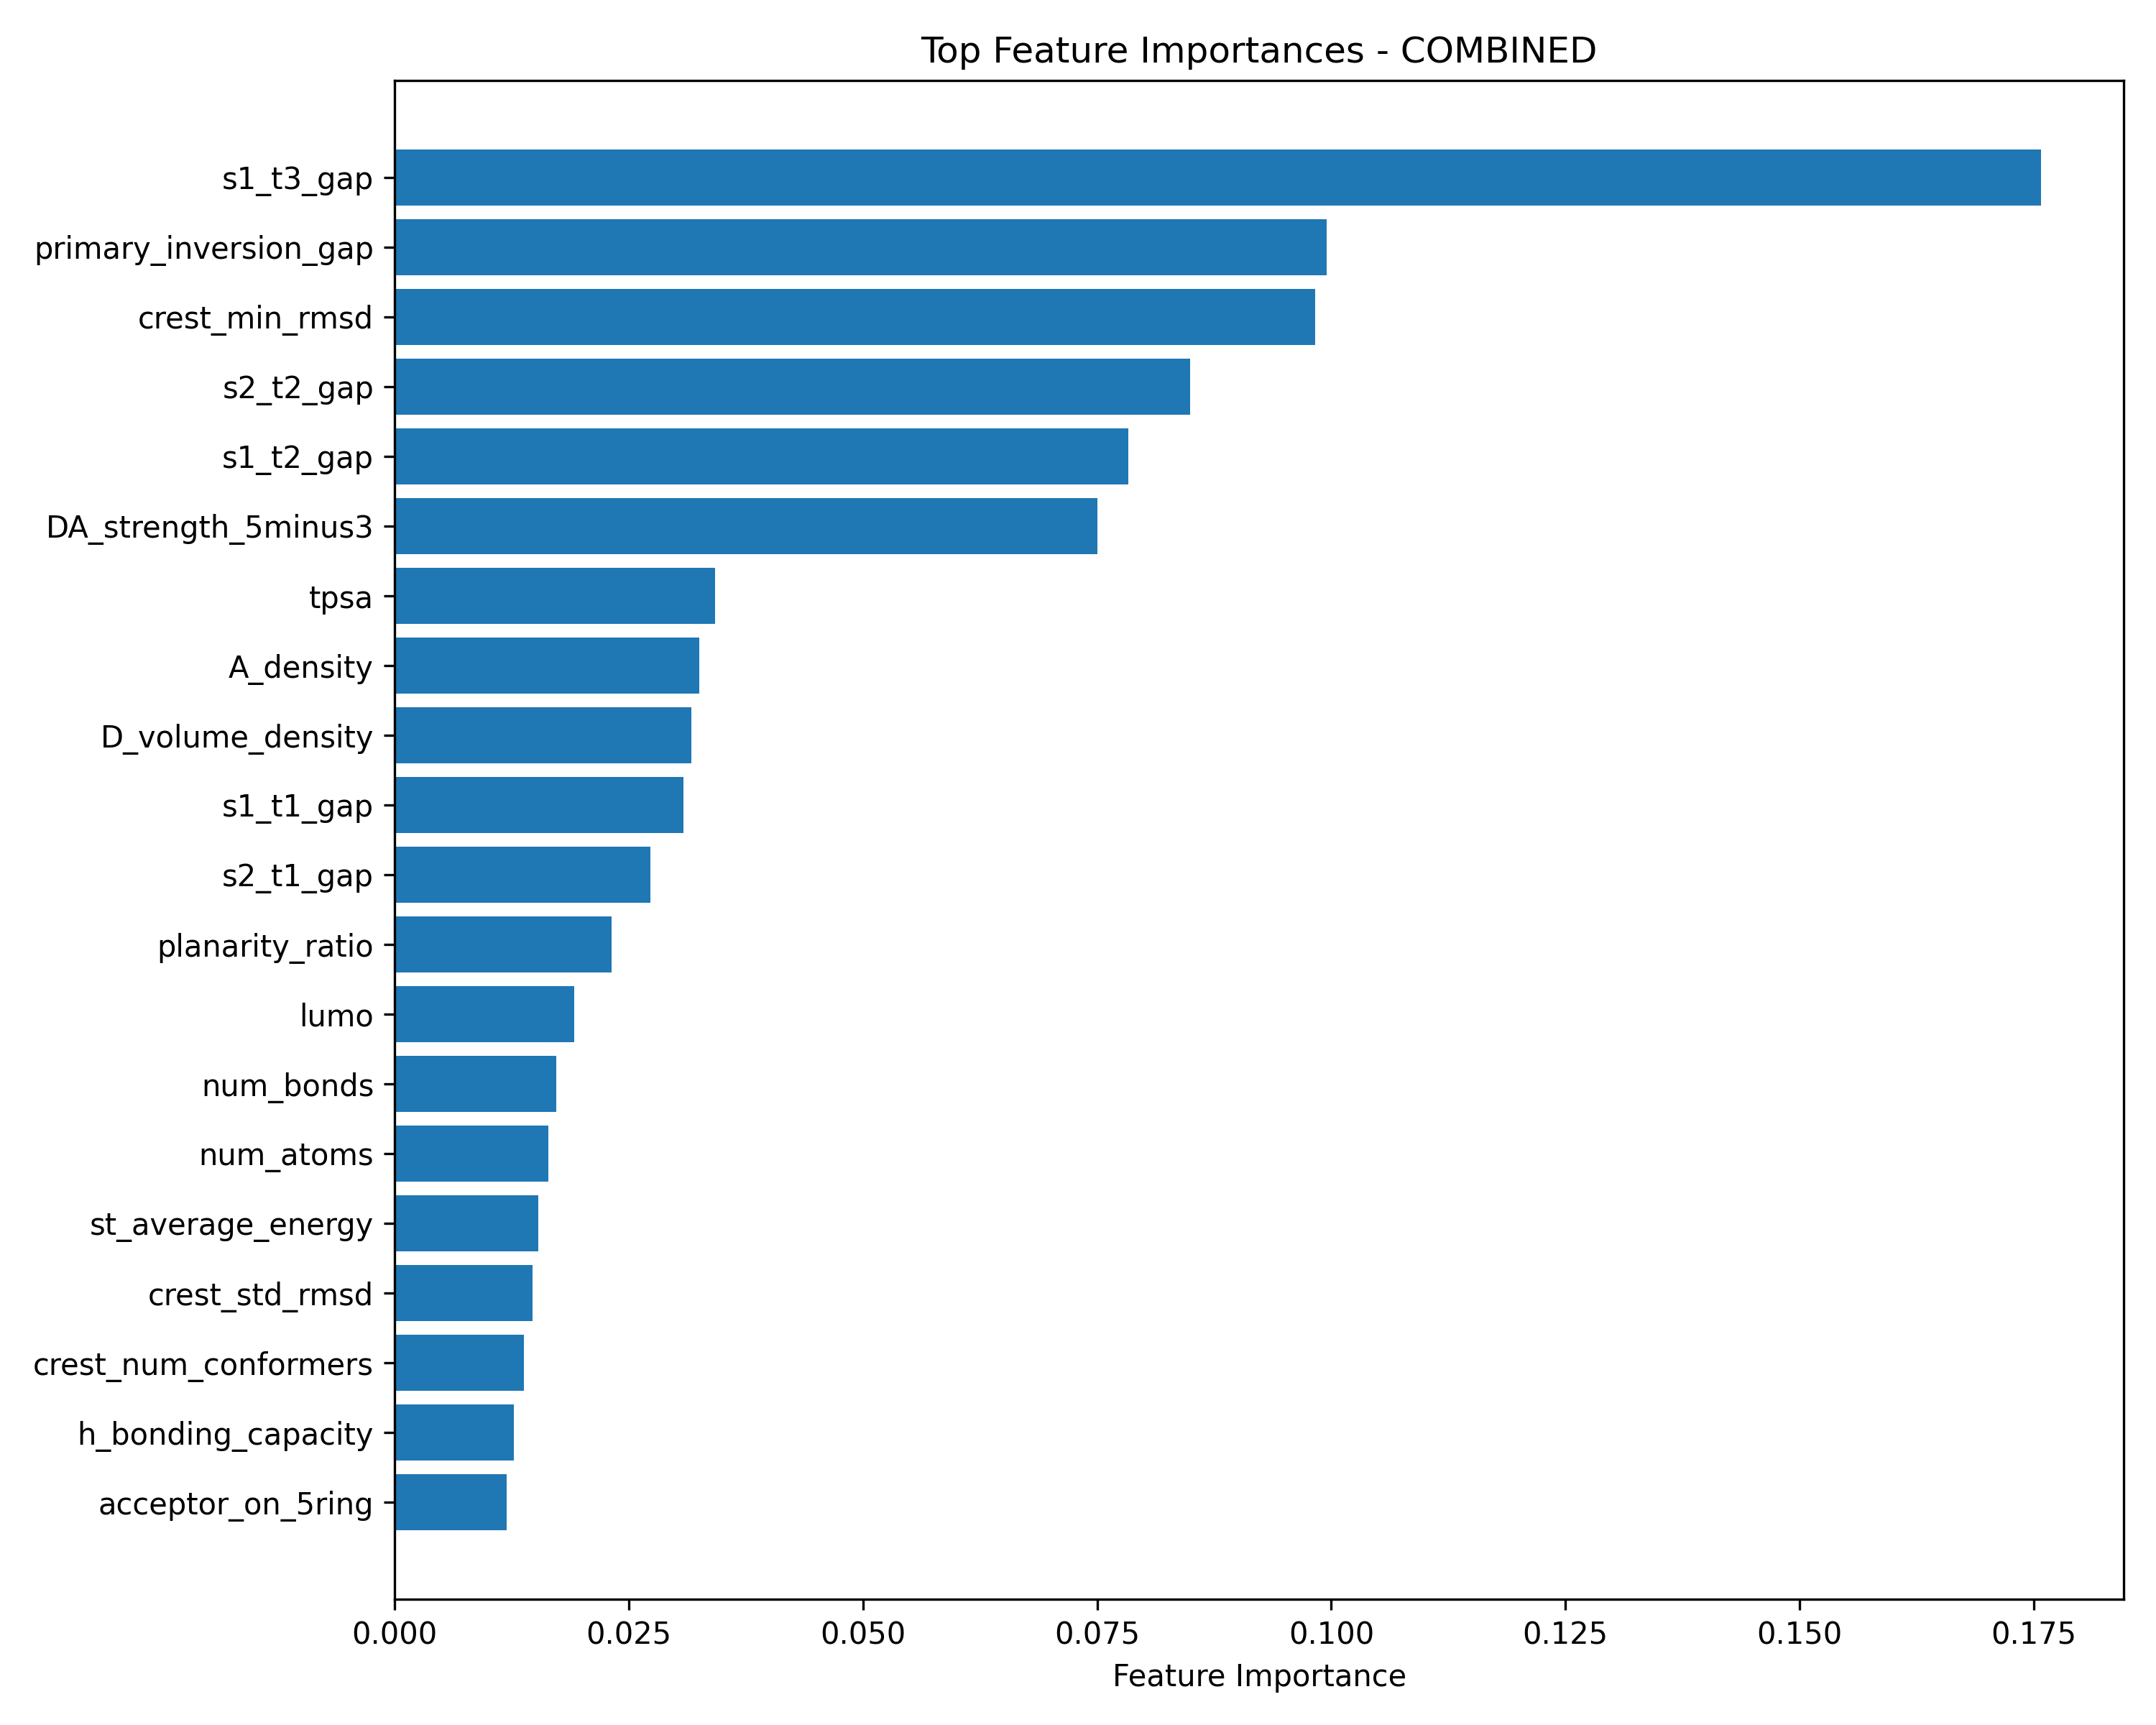 Top Feature Importances - COMBINED
s1_t3_gap
primary_inversion_gap
crest_min_rmsd
s2_t2_gap
s1_t2_gap
DA_strength_5minus3
tpsa
A_density
D_volume_density
s1_t1_gap
s2_t1_gap
planarity_ratio
lumo
num_bonds
num_atoms
st_average_energy
crest_std_rmsd
crest_num_conformers
h_bonding_capacity
acceptor_on_5ring
0.000 0.025 0.050 0.075 0.100 0.125 0.150 0.175
Feature Importance